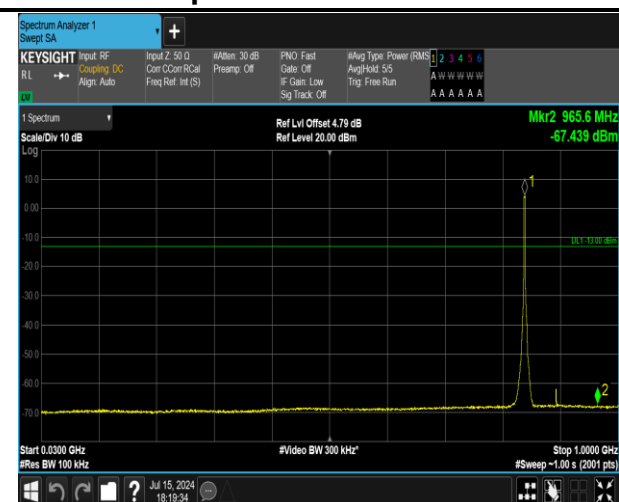 Spectrum Analyzer 1
Swept SA
KEYSIGHT Input: RF Input Z: 50 Ω #Atten: 30 dB PNO: Fast #Avg Type: Power (RMS 1 2 3 4 5 6
RL Coupling: DC Corr CCorr RCal Preamp: Off Gate: Off Avg|Hold: 5/5 A W W W W W
Align: Auto Freq Ref: Int (S) IF Gain: Low Trig: Free Run
Sig Track: Off A A A A A A
1 Spectrum Ref Lvl Offset 4.79 dB Mkr2 965.6 MHz
Scale/Div 10 dB Ref Level 20.00 dBm -67.439 dBm
Log
1
10.0
0.00
-10.0
DL1 -13.00 dBm
-20.0
-30.0
-40.0
-50.0
-60.0
2
-70.0
Start 0.0300 GHz #Video BW 300 kHz* Stop 1.0000 GHz
#Res BW 100 kHz #Sweep ~1.00 s (2001 pts)
? Jul 15, 2024
18:19:34